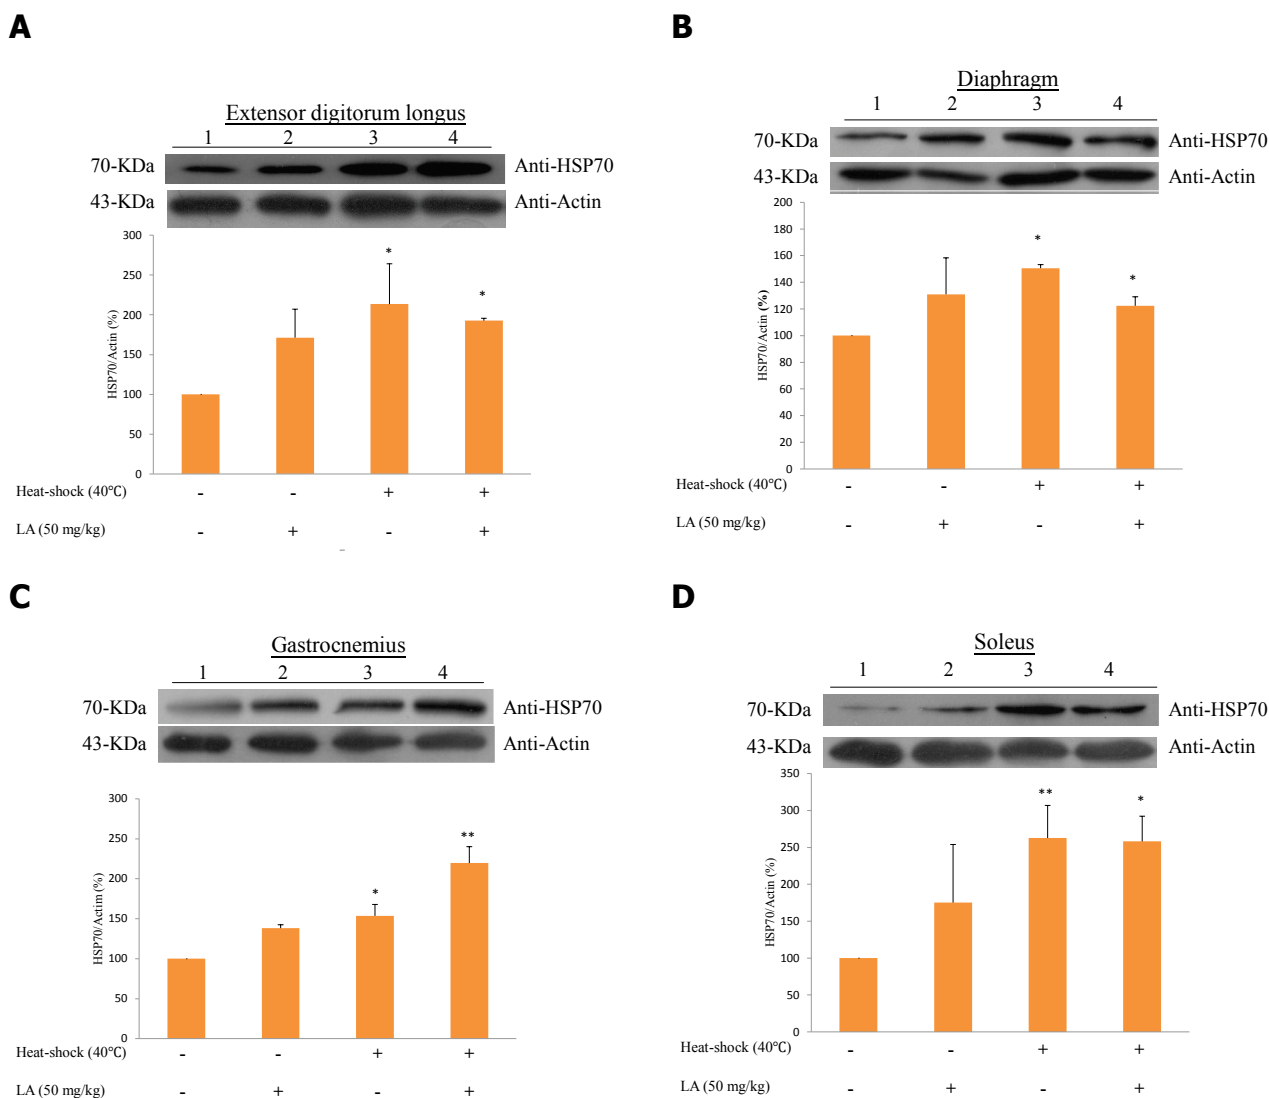 A
Extensor digitorum longus
1 2 3 4
70-KDa Anti-HSP70
43-KDa Anti-Actin
300
250
200
150
100
50
0
HSP70/Actin (%)
*
*
Heat-shock (40℃) - - + +
LA (50 mg/kg) - + - +
B
Diaphragm
1 2 3 4
70-KDa Anti-HSP70
43-KDa Anti-Actin
200
180
160
140
120
100
80
60
40
20
0
HSP70/Actin (%)
*
*
Heat-shock (40℃) - - + +
LA (50 mg/kg) - + - +
C
Gastrocnemius
1 2 3 4
70-KDa Anti-HSP70
43-KDa Anti-Actin
300
250
200
150
100
50
0
HSP70/Actim (%)
*
**
Heat-shock (40℃) - - + +
LA (50 mg/kg) - + - +
D
Soleus
1 2 3 4
70-KDa Anti-HSP70
43-KDa Anti-Actin
350
300
250
200
150
100
50
0
HSP70/Actin (%)
**
*
Heat-shock (40℃) - - + +
LA (50 mg/kg) - + - +